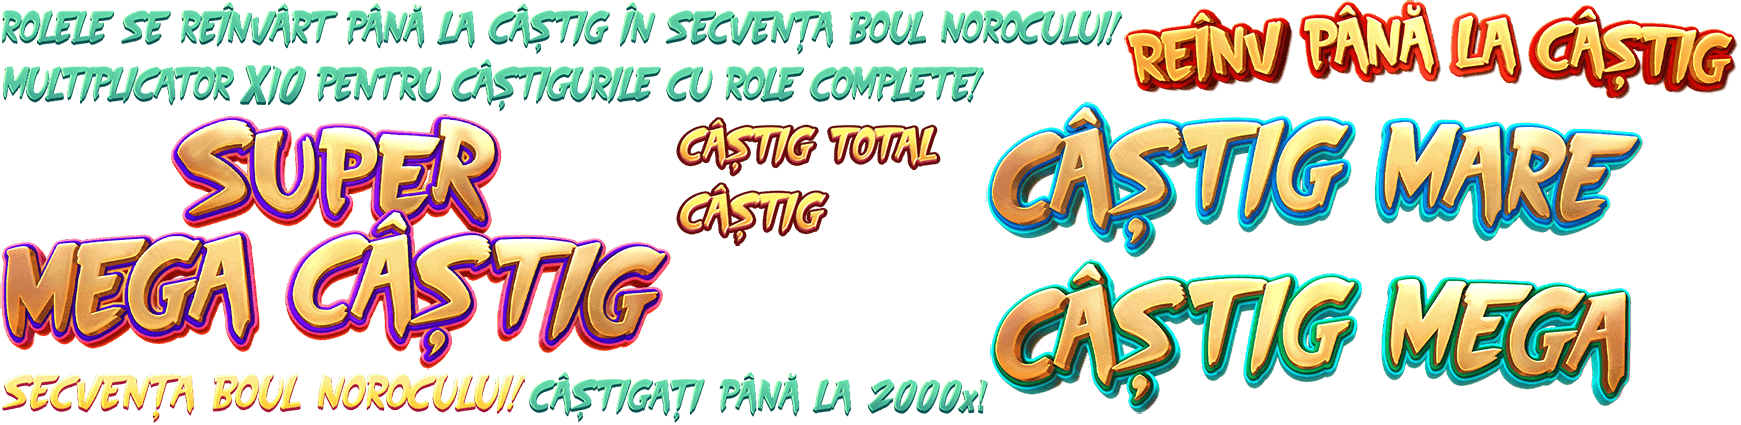 ROLELE SE REÎNVÂRT PÂNĂ LA CÂȘTIG ÎN SECVENȚA BOUL NOROCULUI!
REÎNV PÂNĂ LA CÂȘTIG
MULTIPLICATOR X10 PENTRU CÂȘTIGURILE CU ROLE COMPLETE!
SUPER
MEGA CÂȘTIG
CÂȘTIG TOTAL
CÂȘTIG
CÂȘTIG MARE
CÂȘTIG MEGA
SECVENȚA BOUL NOROCULUI!
CÂȘTIGAȚI PÂNĂ LA 2000x!